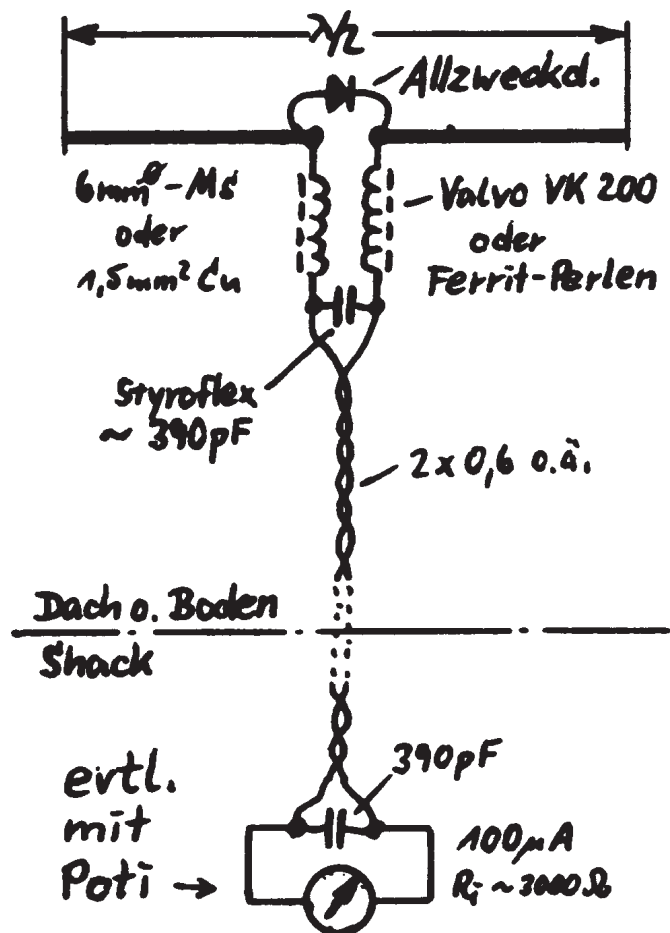 λ/2
Allzweckd.
6mm⌀-Ms
oder
1,5mm² Cu
Valvo VK 200
oder
Ferrit-Perlen
Styroflex
~ 390pF
2 x 0,6 o.ä.
Dach o. Boden
Shack
evtl.
mit
Poti →
390pF
100µA
Ri ~3000Ω